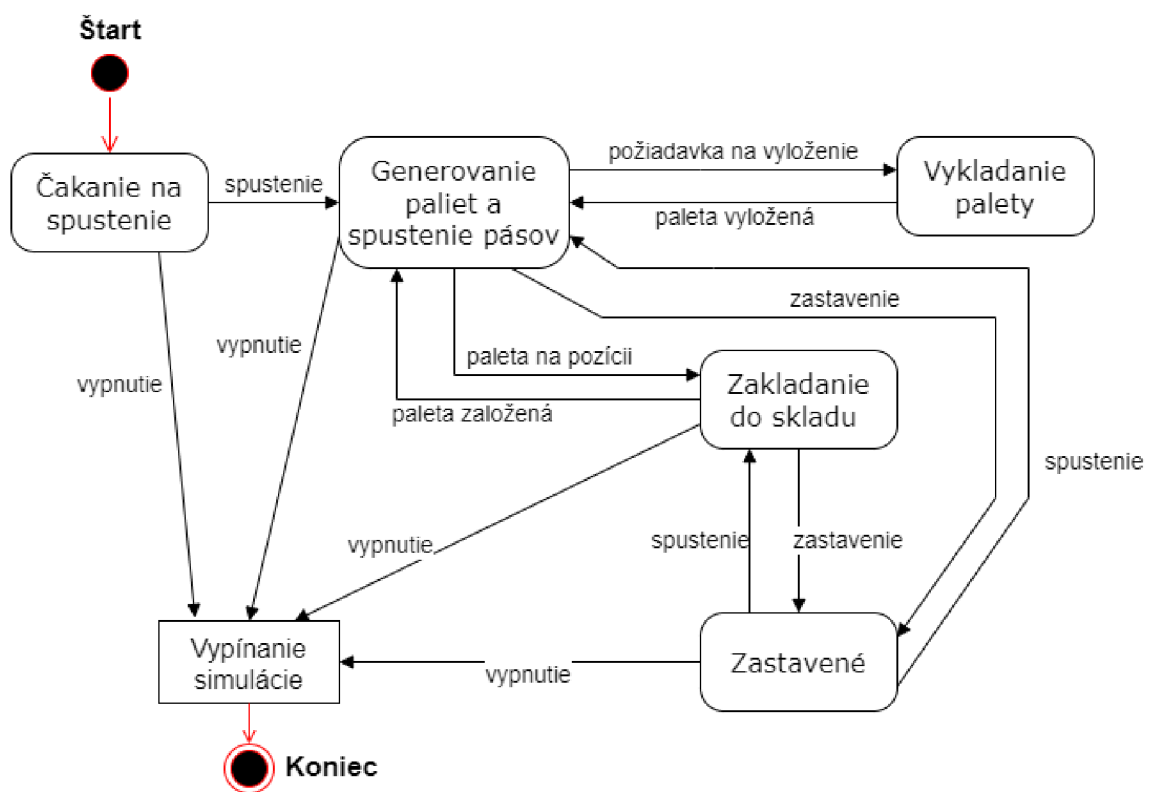 Štart
Čakanie na
spustenie
spustenie
Generovanie
paliet a
spustenie pásov
požiadavka na vyloženie
paleta vyložená
Vykladanie
palety
zastavenie
vypnutie
vypnutie
paleta na pozícii
paleta založená
Zakladanie
do skladu
spustenie
vypnutie
spustenie
zastavenie
Vypínanie
simulácie
vypnutie
Zastavené
Koniec